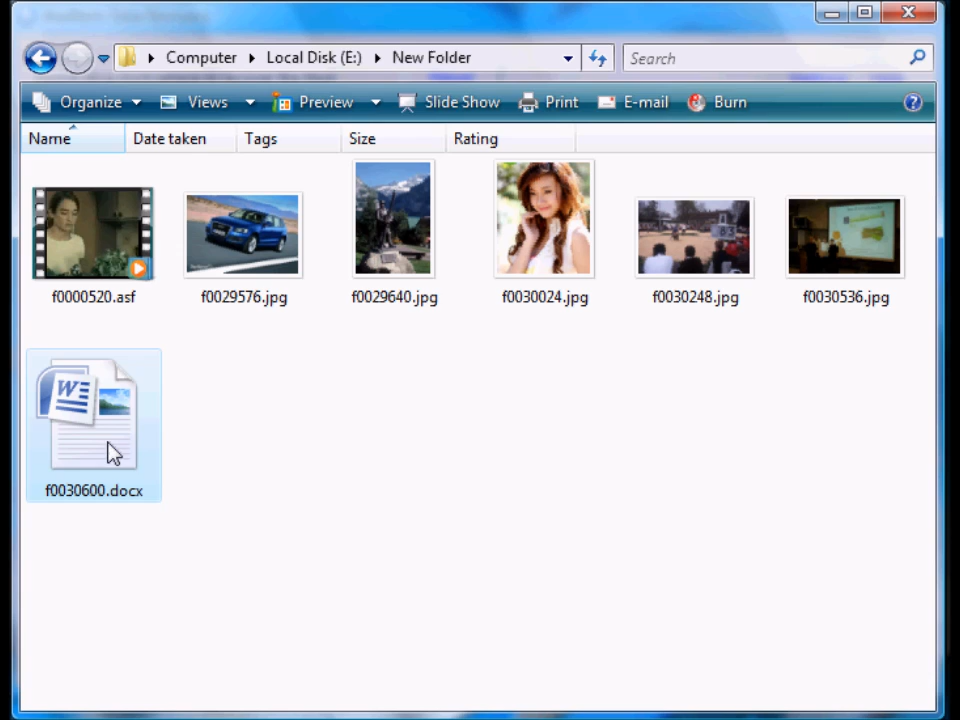 Computer Local Disk (E:) New Folder Search
Organize Views Preview Slide Show Print E-mail Burn ?
Name Date taken Tags Size Rating
f0000520.asf f0029576.jpg f0029640.jpg f0030024.jpg f0030248.jpg f0030536.jpg
W
f0030600.docx